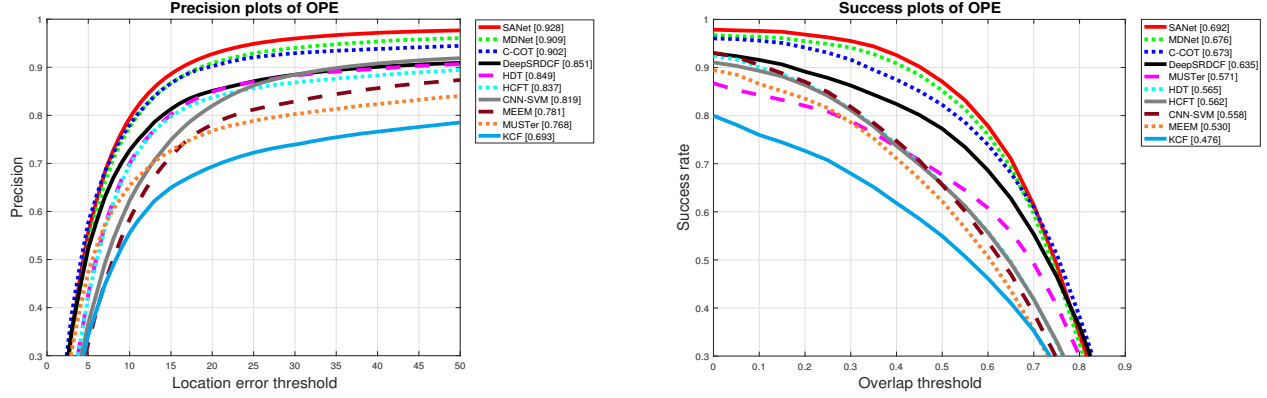 Precision plots of OPE
Precision
1
0.9
0.8
0.7
0.6
0.5
0.4
0.3
0 5 10 15 20 25 30 35 40 45 50
Location error threshold
SANet [0.928]
MDNet [0.909]
C-COT [0.902]
DeepSRDCF [0.851]
HDT [0.849]
HCFT [0.837]
CNN-SVM [0.819]
MEEM [0.781]
MUSTer [0.768]
KCF [0.693]
Success plots of OPE
Success rate
1
0.9
0.8
0.7
0.6
0.5
0.4
0.3
0 0.1 0.2 0.3 0.4 0.5 0.6 0.7 0.8 0.9
Overlap threshold
SANet [0.692]
MDNet [0.676]
C-COT [0.673]
DeepSRDCF [0.635]
MUSTer [0.571]
HDT [0.565]
HCFT [0.562]
CNN-SVM [0.558]
MEEM [0.530]
KCF [0.476]